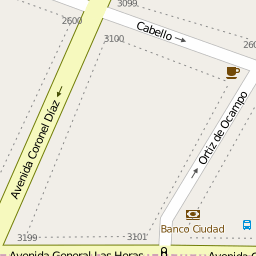 3099
2600
Cabello →
3100
260
Avenida Coronel Díaz
←
Ortiz de Ocampo
→
Banco Ciudad
3199
3101
Avenida General Las Heras
Avenida G